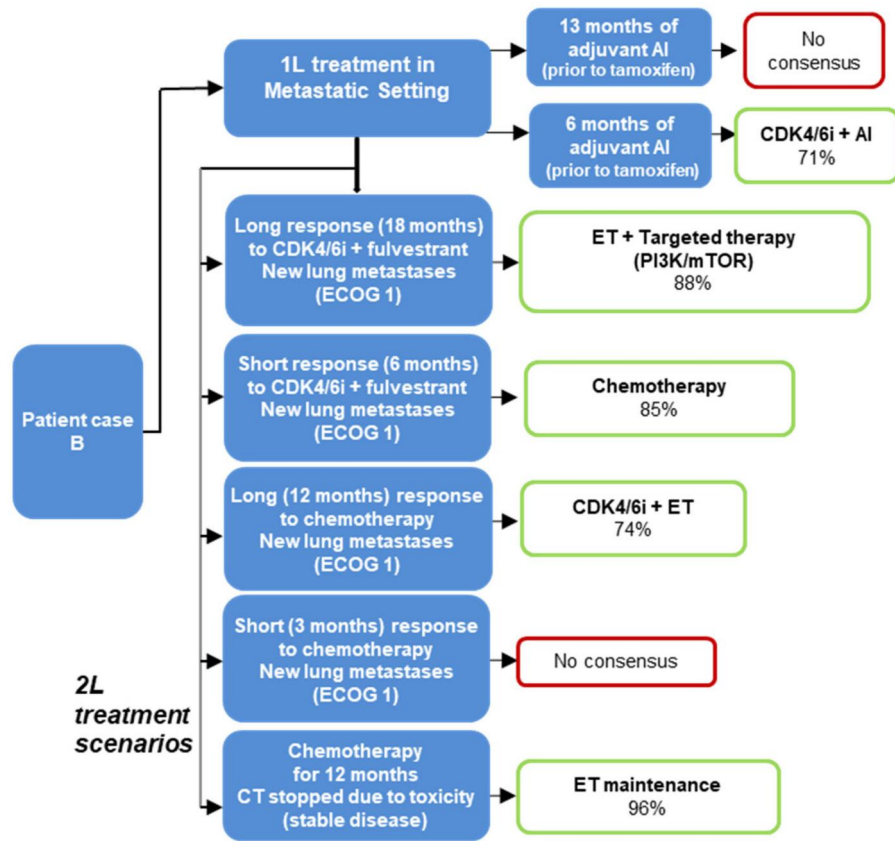 1L treatment in
Metastatic Setting
13 months of
adjuvant AI
(prior to tamoxifen)
No
consensus
6 months of
adjuvant AI
(prior to tamoxifen)
CDK4/6i + AI
71%
Long response (18 months)
to CDK4/6i + fulvestrant
New lung metastases
(ECOG 1)
ET + Targeted therapy
(PI3K/mTOR)
88%
Patient case
B
Short response (6 months)
to CDK4/6i + fulvestrant
New lung metastases
(ECOG 1)
Chemotherapy
85%
Long (12 months) response
to chemotherapy
New lung metastases
(ECOG 1)
CDK4/6i + ET
74%
Short (3 months) response
to chemotherapy
New lung metastases
(ECOG 1)
No consensus
2L
treatment
scenarios
Chemotherapy
for 12 months
CT stopped due to toxicity
(stable disease)
ET maintenance
96%